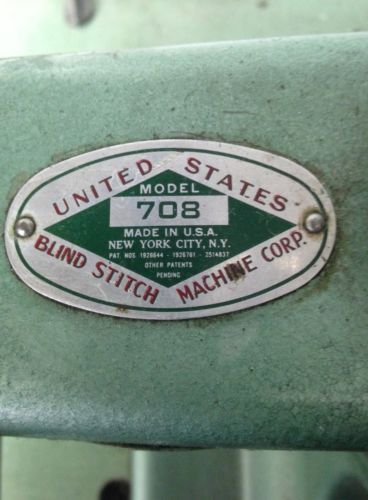 UNITED STATES
MODEL
708
MADE IN U.S.A.
NEW YORK CITY, N.Y.
PAT. NOS. 1926644 - 1926761 - 2514837
OTHER PATENTS
PENDING
BLIND STITCH MACHINE CORP.